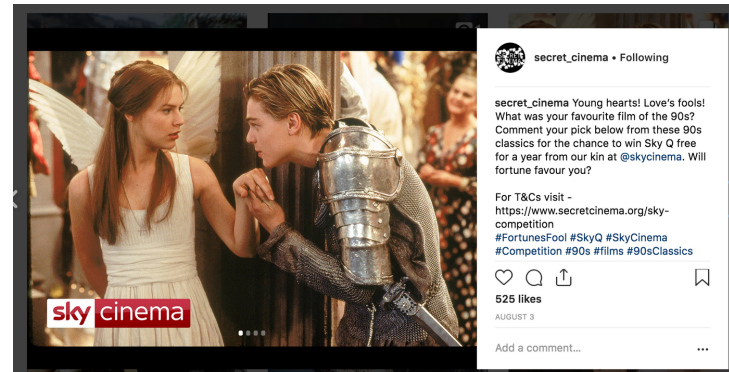 secret_cinema • Following
secret_cinema Young hearts! Love's fools!
What was your favourite film of the 90s?
Comment your pick below from these 90s
classics for the chance to win Sky Q free
for a year from our kin at @skycinema. Will
fortune favour you?
For T&Cs visit -
https://www.secretcinema.org/sky-
competition
#FortunesFool #SkyQ #SkyCinema
#Competition #90s #films #90sClassics
525 likes
AUGUST 3
Add a comment...
sky cinema